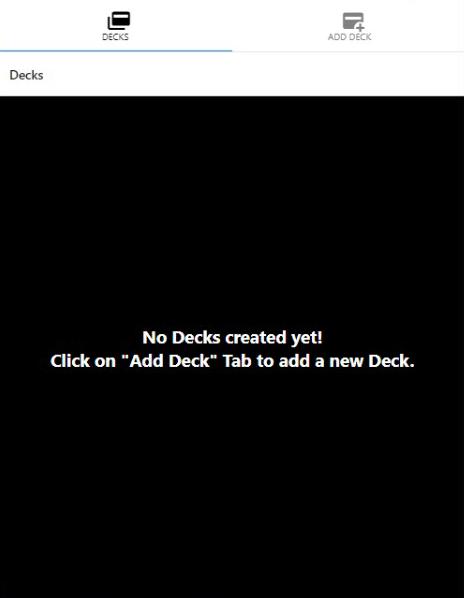 DECKS
ADD DECK
Decks
No Decks created yet!
Click on "Add Deck" Tab to add a new Deck.